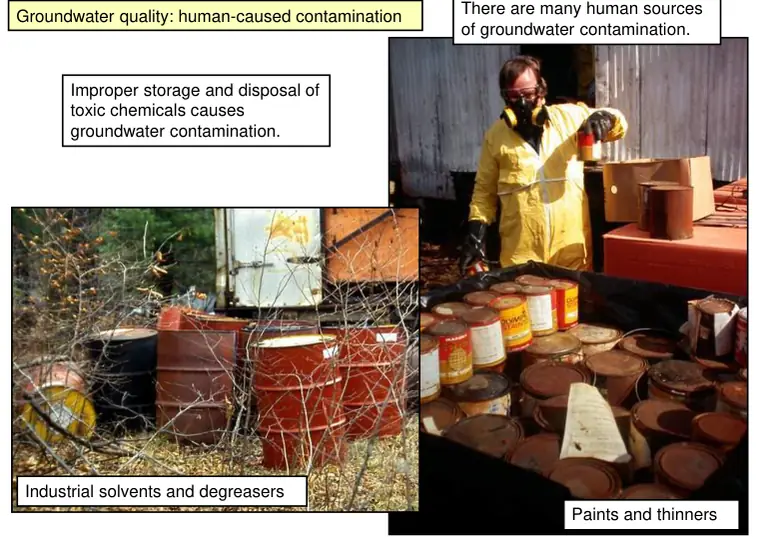 Groundwater quality: human-caused contamination
There are many human sources
of groundwater contamination.
Improper storage and disposal of
toxic chemicals causes
groundwater contamination.
Industrial solvents and degreasers
Paints and thinners